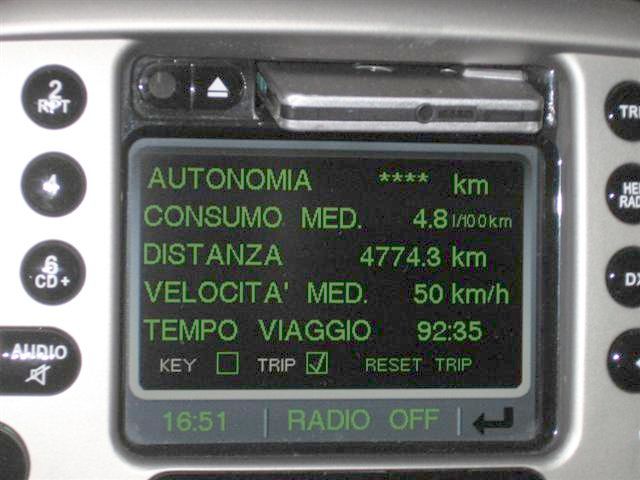 2
RPT
4
6
CD+
AUDIO
AUTONOMIA **** km
CONSUMO MED. 4.8 l/100km
DISTANZA 4774.3 km
VELOCITA' MED. 50 km/h
TEMPO VIAGGIO 92:35
KEY TRIP RESET TRIP
16:51 RADIO OFF